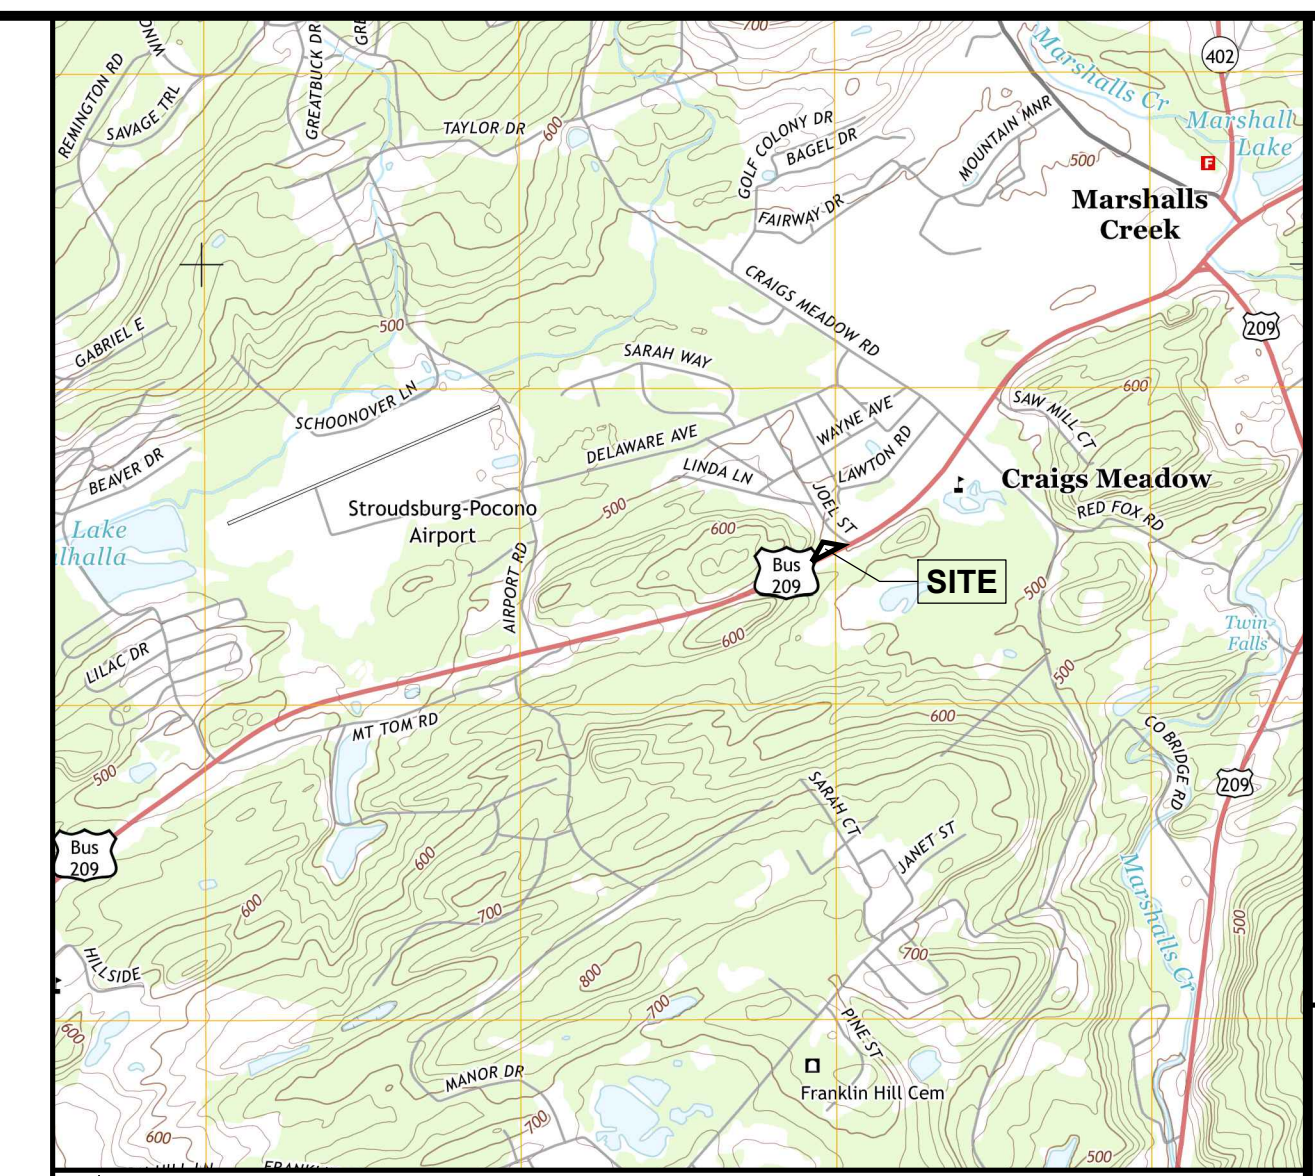 700
402
Marshalls Cr
Marshall
Lake
REMINGTON RD
SAVAGE TRL
GREATBUCK DR
TAYLOR DR
600
GOLF COLONY DR
BAGEL DR
FAIRWAY DR
MOUNTAIN MNR
500
F
Marshalls
Creek
CRAIGS MEADOW RD
209
GABRIEL E
500
SARAH WAY
600
SCHOONOVER LN
SAW MILL CT
WAYNE AVE
DELAWARE AVE
LAWTON RD
BEAVER DR
LINDA LN
Craigs Meadow
JOEL ST
RED FOX RD
Stroudsburg-Pocono
Airport
500
600
Lake
lhalla
AIRPORT RD
Bus
209
SITE
500
Twin
Falls
600
LILAC DR
500
600
MT TOM RD
CO BRIDGE RD
500
209
SARAH CT
JANET ST
Bus
209
600
600
700
Marshalls Cr
500
700
HILLSIDE
800
700
600
PINE ST
MANOR DR
Franklin Hill Cem
700
600
500